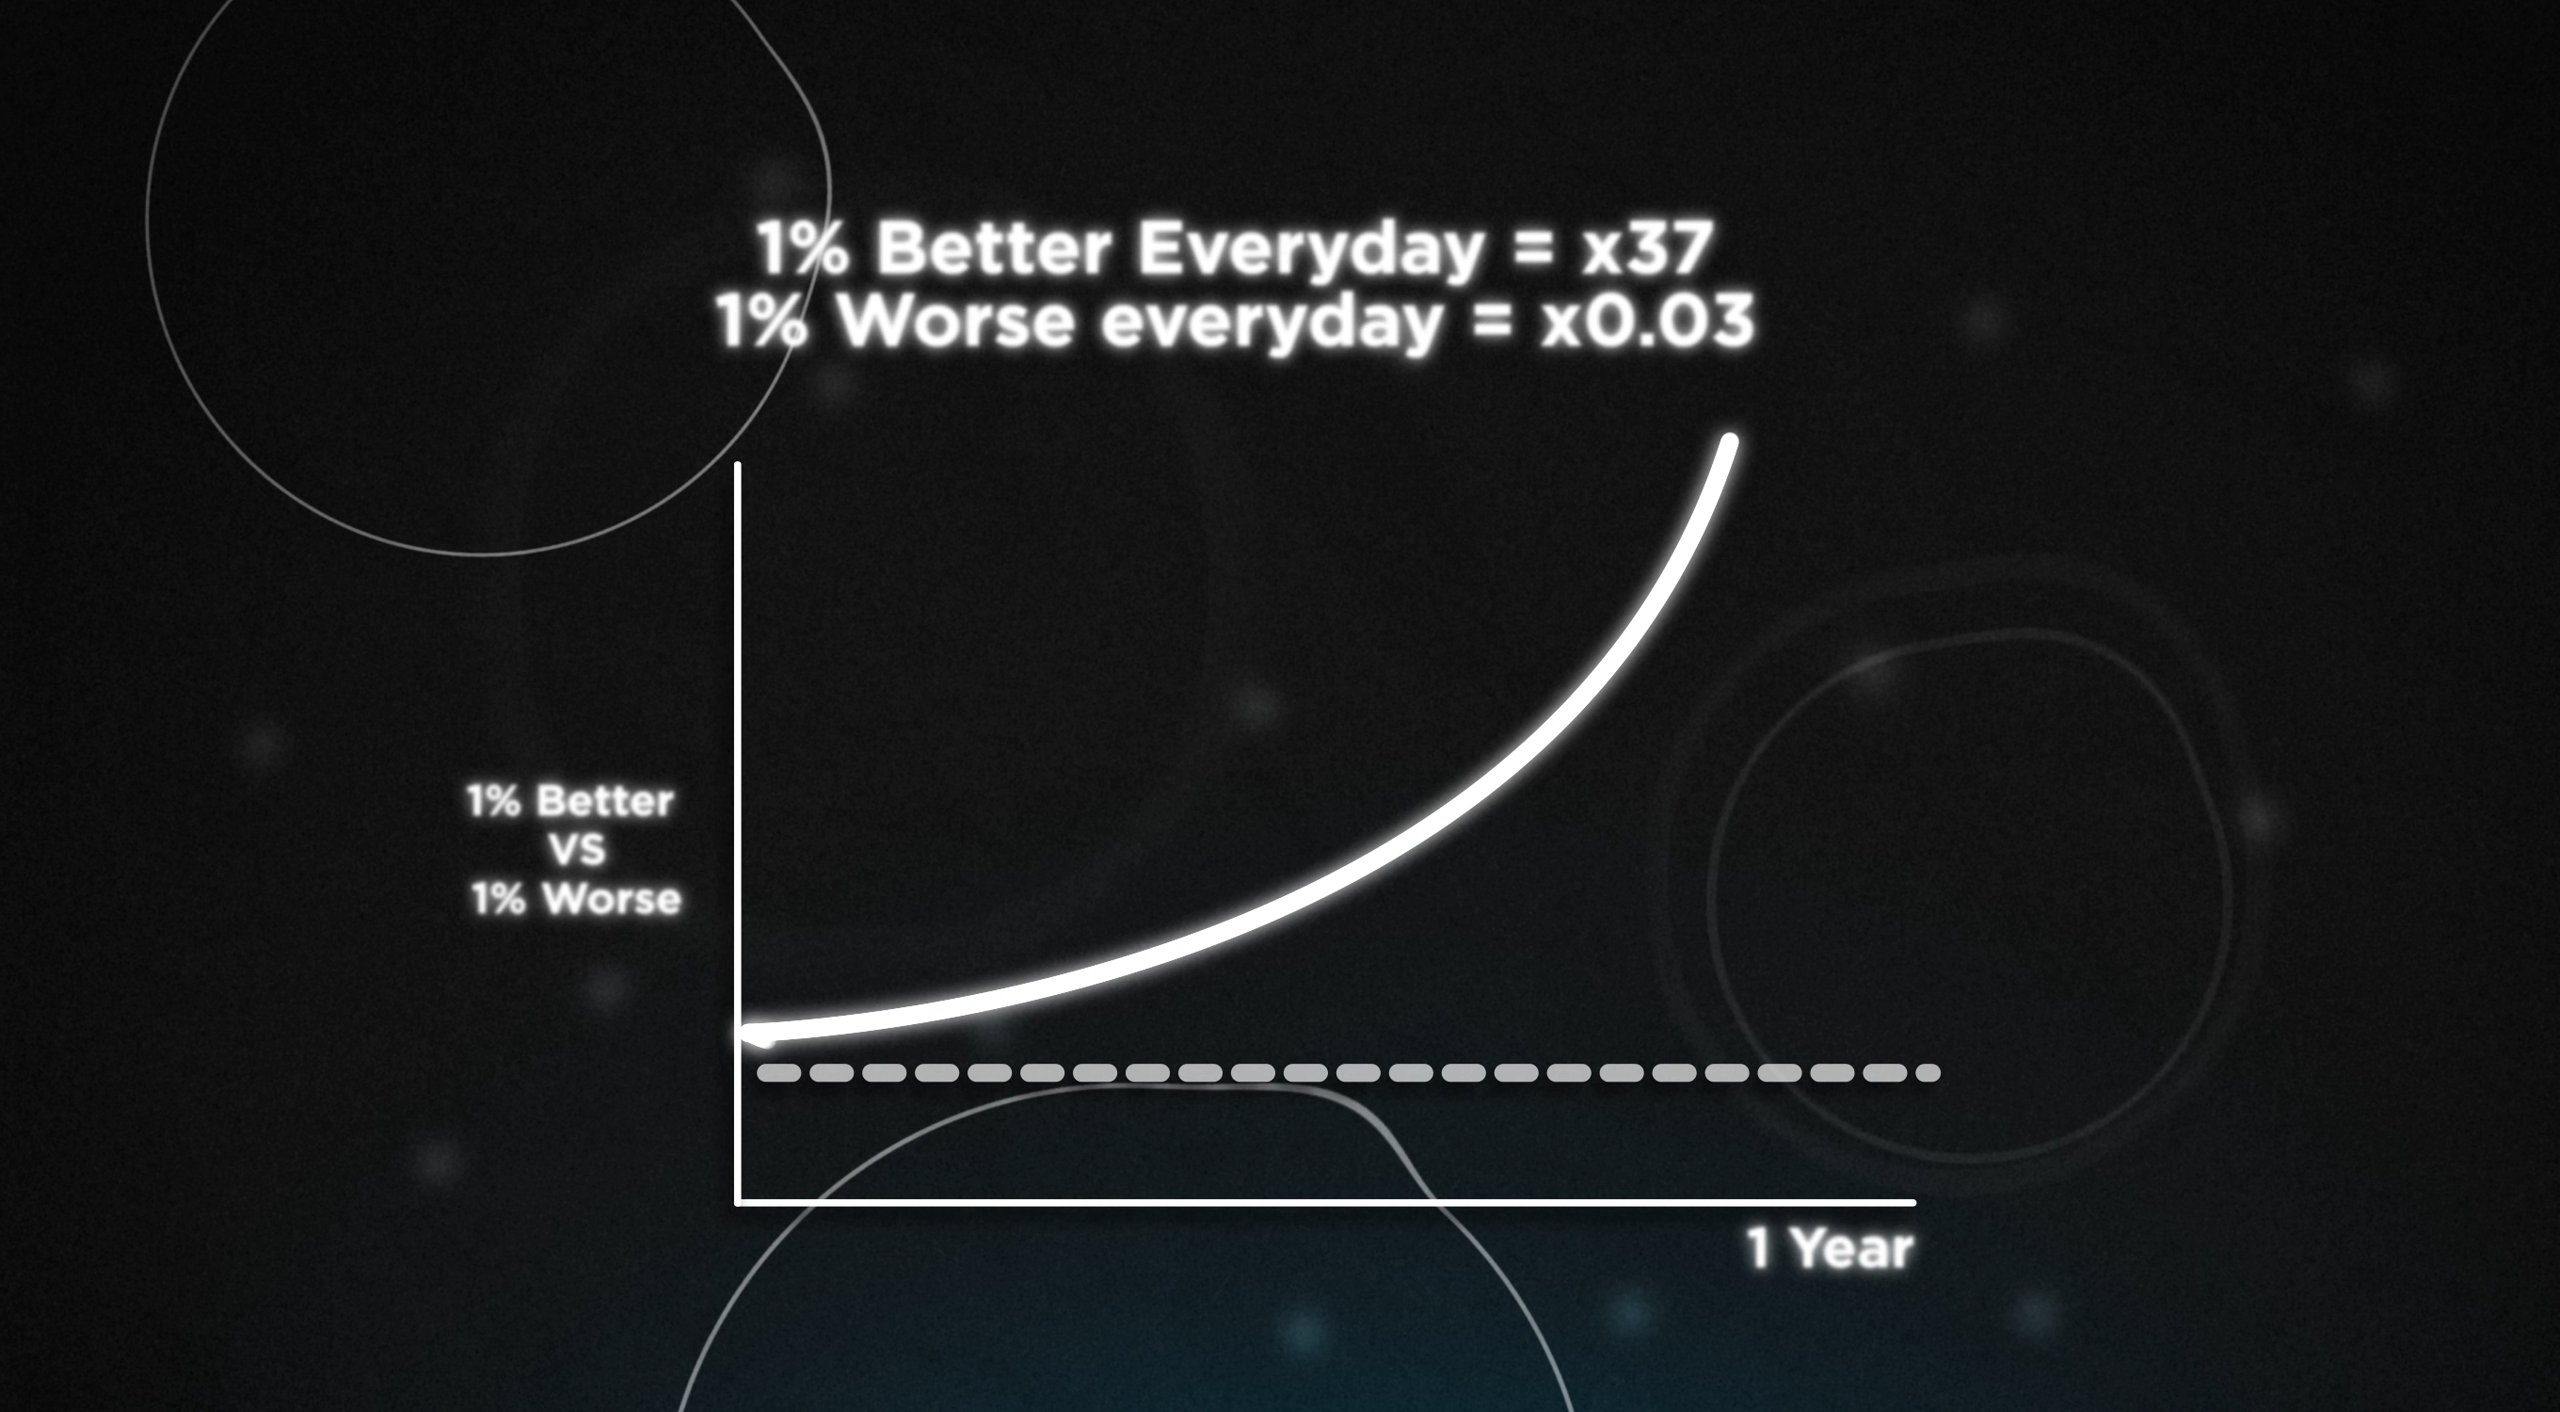 1% Better Everyday = x37
1% Worse everyday = x0.03
1% Better
VS
1% Worse
1 Year